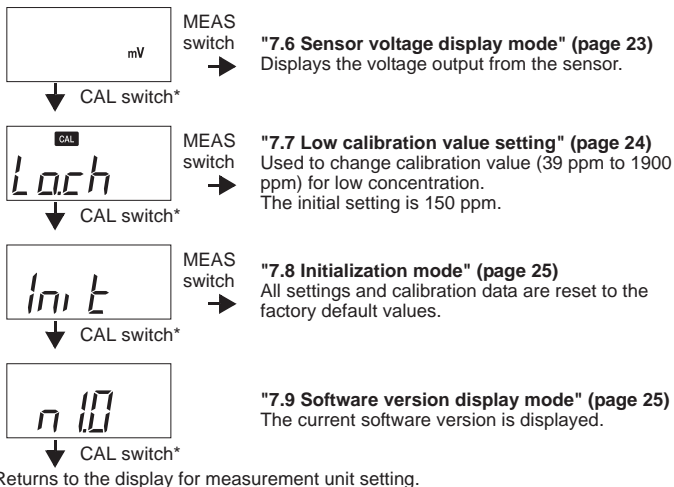 MEAS
switch
mV
"7.6 Sensor voltage display mode" (page 23)
Displays the voltage output from the sensor.
CAL switch*
CAL
Lo.ch
MEAS
switch
"7.7 Low calibration value setting" (page 24)
Used to change calibration value (39 ppm to 1900
ppm) for low concentration.
The initial setting is 150 ppm.
CAL switch*
Init
MEAS
switch
"7.8 Initialization mode" (page 25)
All settings and calibration data are reset to the
factory default values.
CAL switch*
n 1.0
"7.9 Software version display mode" (page 25)
The current software version is displayed.
CAL switch*
Returns to the display for measurement unit setting.